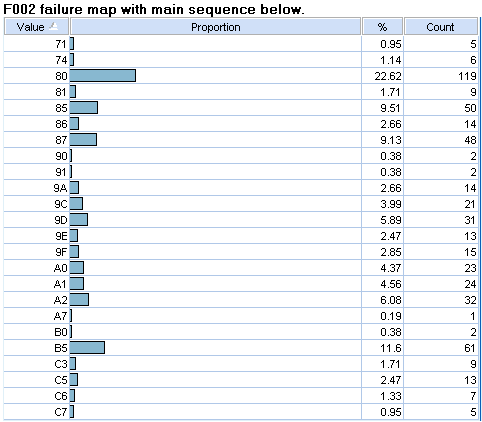 F002 failure map with main sequence below.
Value Proportion % Count
71 0.95 5
74 1.14 6
80 22.62 119
81 1.71 9
85 9.51 50
86 2.66 14
87 9.13 48
90 0.38 2
91 0.38 2
9A 2.66 14
9C 3.99 21
9D 5.89 31
9E 2.47 13
9F 2.85 15
A0 4.37 23
A1 4.56 24
A2 6.08 32
A7 0.19 1
B0 0.38 2
B5 11.6 61
C3 1.71 9
C5 2.47 13
C6 1.33 7
C7 0.95 5